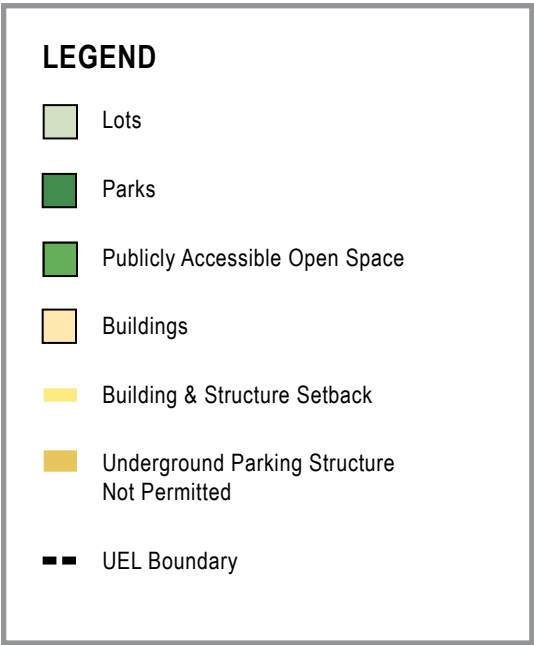 LEGEND
Lots
Parks
Publicly Accessible Open Space
Buildings
Building & Structure Setback
Underground Parking Structure
Not Permitted
UEL Boundary